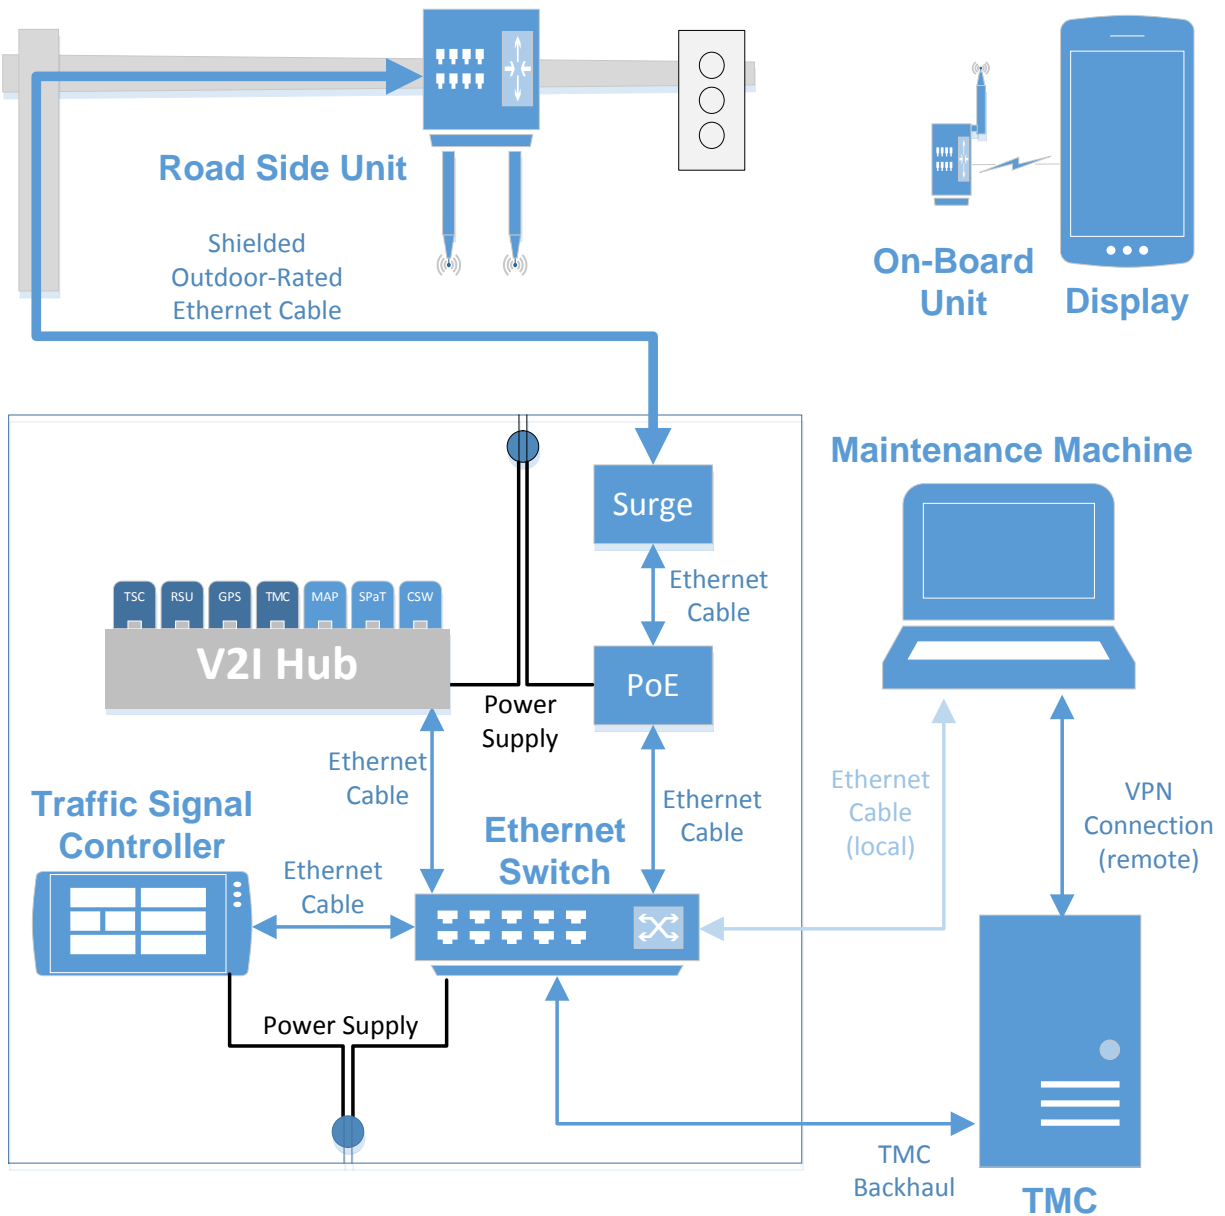 Road Side Unit
Shielded
Outdoor-Rated
Ethernet Cable
On-Board
Unit
Display
Maintenance Machine
Surge
Ethernet
Cable
TSC
RSU
GPS
TMC
MAP
SPaT
CSW
V2I Hub
PoE
Power
Supply
Ethernet
Cable
Ethernet
Cable
Ethernet
Cable
(local)
VPN
Connection
(remote)
Traffic Signal
Controller
Ethernet
Switch
Ethernet
Cable
Power Supply
TMC
Backhaul
TMC